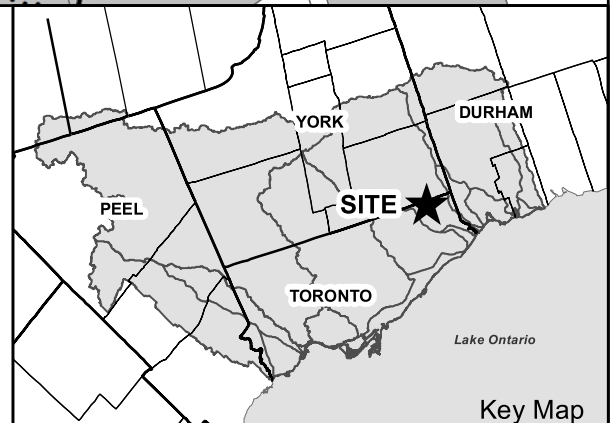 YORK
DURHAM
SITE
PEEL
TORONTO
Lake Ontario
Key Map